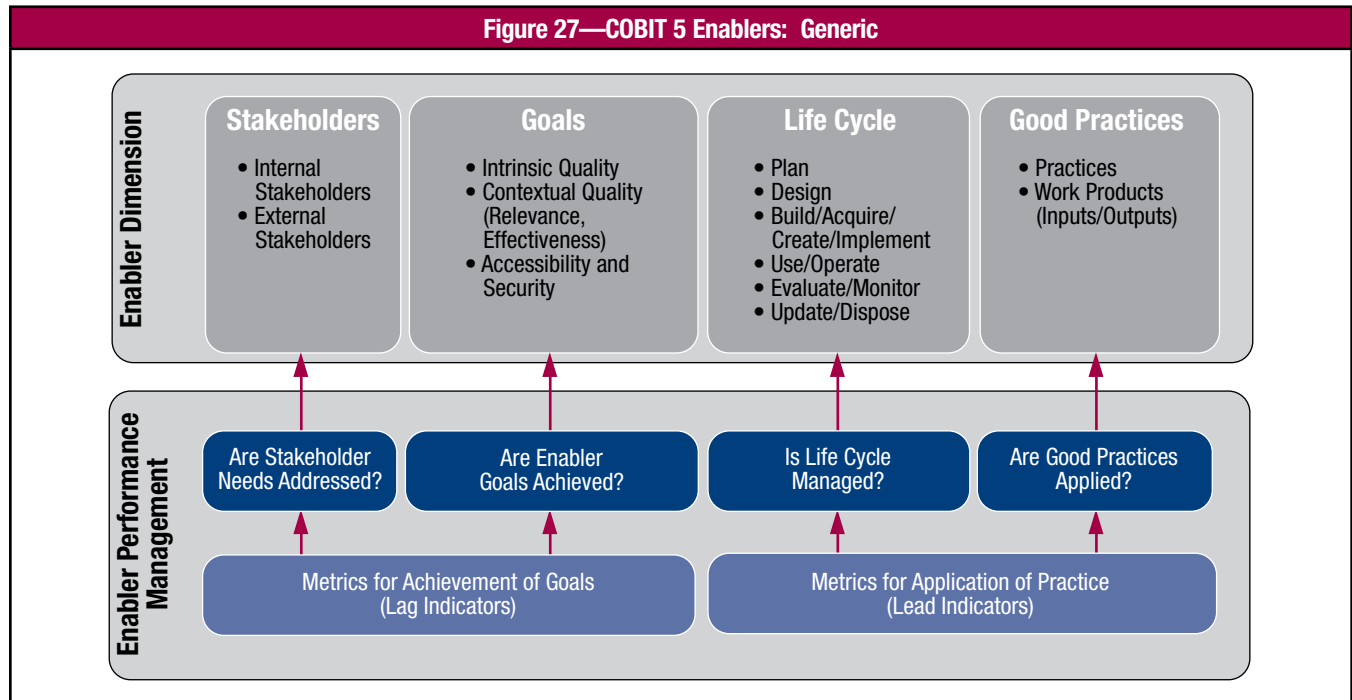 Figure 27—COBIT 5 Enablers: Generic
Enabler Dimension
Stakeholders
• Internal
Stakeholders
• External
Stakeholders
Goals
• Intrinsic Quality
• Contextual Quality
(Relevance,
Effectiveness)
• Accessibility and
Security
Life Cycle
• Plan
• Design
• Build/Acquire/
Create/Implement
• Use/Operate
• Evaluate/Monitor
• Update/Dispose
Good Practices
• Practices
• Work Products
(Inputs/Outputs)
Enabler Performance
Management
Are Stakeholder
Needs Addressed?
Are Enabler
Goals Achieved?
Is Life Cycle
Managed?
Are Good Practices
Applied?
Metrics for Achievement of Goals
(Lag Indicators)
Metrics for Application of Practice
(Lead Indicators)